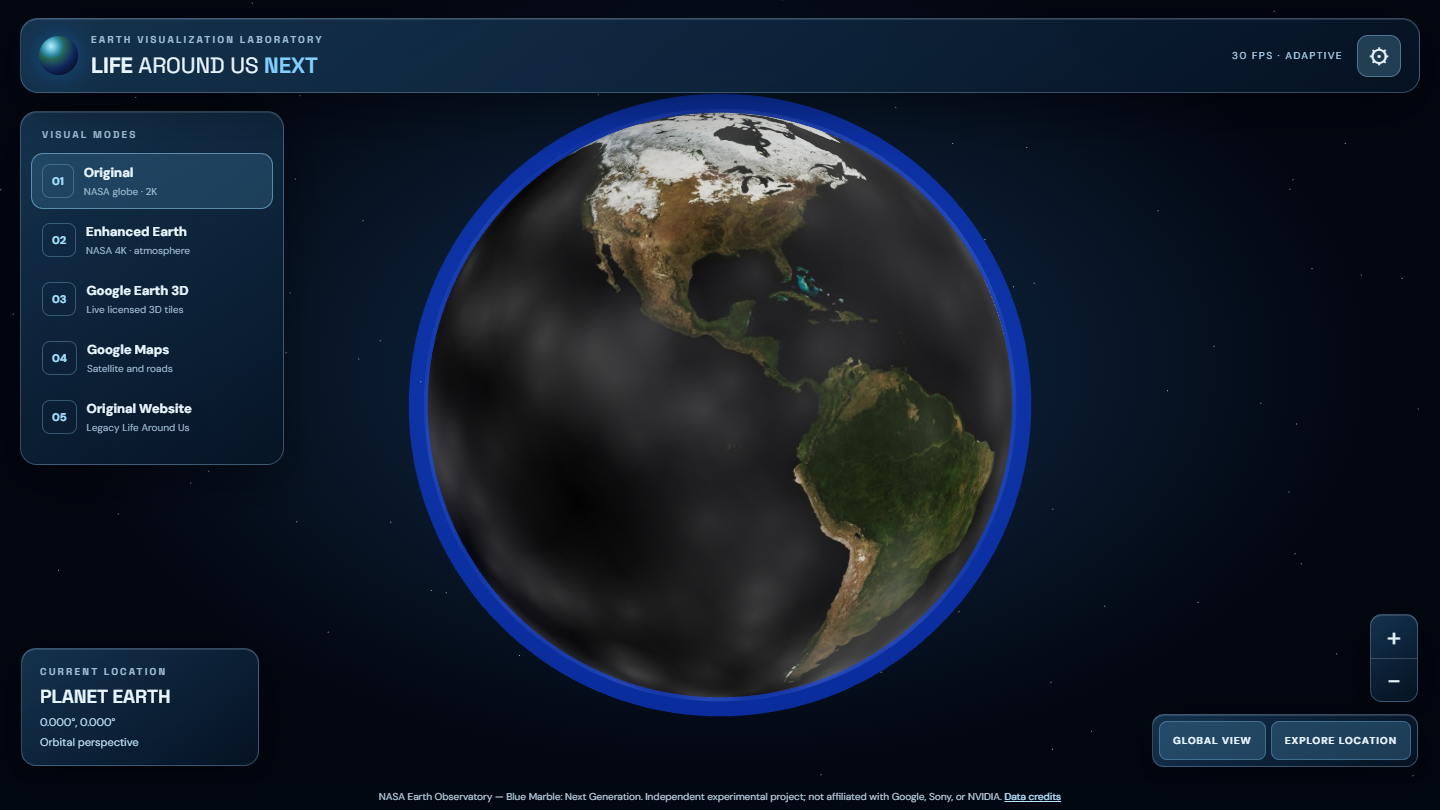 EARTH VISUALIZATION LABORATORY
LIFE AROUND US NEXT
30 FPS · ADAPTIVE
VISUAL MODES
01
Original
NASA globe · 2K
02
Enhanced Earth
NASA 4K · atmosphere
03
Google Earth 3D
Live licensed 3D tiles
04
Google Maps
Satellite and roads
05
Original Website
Legacy Life Around Us
CURRENT LOCATION
PLANET EARTH
0.000°, 0.000°
Orbital perspective
+
−
GLOBAL VIEW
EXPLORE LOCATION
NASA Earth Observatory — Blue Marble: Next Generation. Independent experimental project; not affiliated with Google, Sony, or NVIDIA. Data credits